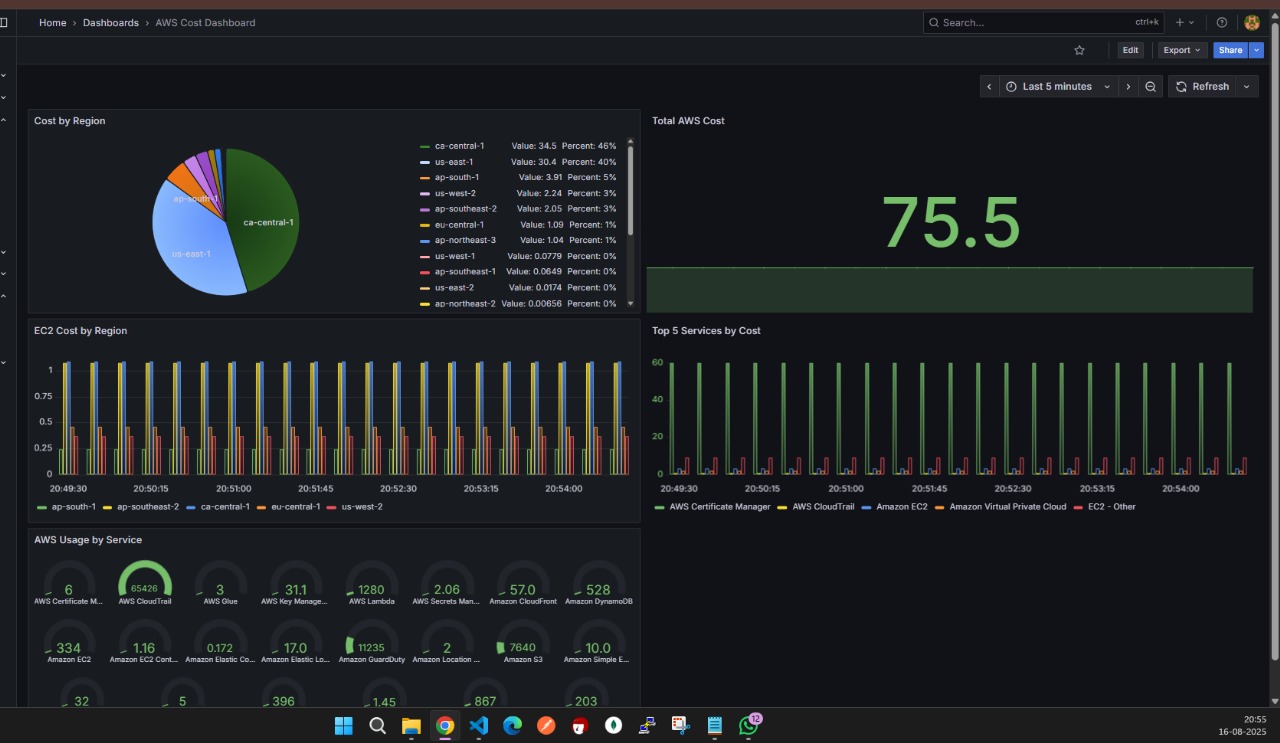 Home > Dashboards > AWS Cost Dashboard
Search...
ctrl+k
Edit
Export
Share
Last 5 minutes
Refresh
Cost by Region
ca-central-1
us-east-1
ap-south-1
ca-central-1 Value: 34.5 Percent: 46%
us-east-1 Value: 30.4 Percent: 40%
ap-south-1 Value: 3.91 Percent: 5%
us-west-2 Value: 2.24 Percent: 3%
ap-southeast-2 Value: 2.05 Percent: 3%
eu-central-1 Value: 1.09 Percent: 1%
ap-northeast-3 Value: 1.04 Percent: 1%
us-west-1 Value: 0.0779 Percent: 0%
ap-southeast-1 Value: 0.0649 Percent: 0%
us-east-2 Value: 0.0174 Percent: 0%
ap-northeast-2 Value: 0.00656 Percent: 0%
Total AWS Cost
75.5
EC2 Cost by Region
1
0.75
0.5
0.25
0
20:49:30 20:50:15 20:51:00 20:51:45 20:52:30 20:53:15 20:54:00
ap-south-1 ap-southeast-2 ca-central-1 eu-central-1 us-west-2
Top 5 Services by Cost
60
40
20
0
20:49:30 20:50:15 20:51:00 20:51:45 20:52:30 20:53:15 20:54:00
AWS Certificate Manager AWS CloudTrail Amazon EC2 Amazon Virtual Private Cloud EC2 - Other
AWS Usage by Service
6 65426 3 31.1 1280 2.06 57.0 528
AWS Certificate M... AWS CloudTrail AWS Glue AWS Key Manage... AWS Lambda AWS Secrets Man... Amazon CloudFront Amazon DynamoDB
334 1.16 0.172 17.0 11235 2 7640 10.0
Amazon EC2 Amazon EC2 Cont... Amazon Elastic Co... Amazon Elastic Lo... Amazon GuardDuty Amazon Location ... Amazon S3 Amazon Simple E...
32 5 396 1.45 867 203
12
20:55
16-08-2025